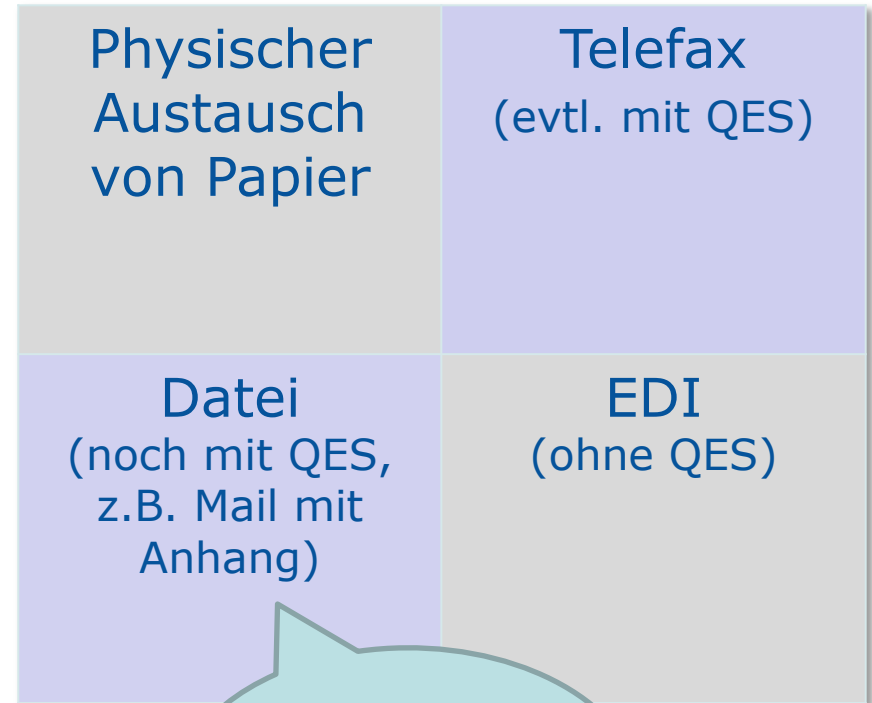 Physischer
Austausch
von Papier
Telefax
(evtl. mit QES)
Datei
(noch mit QES,
z.B. Mail mit
Anhang)
EDI
(ohne QES)